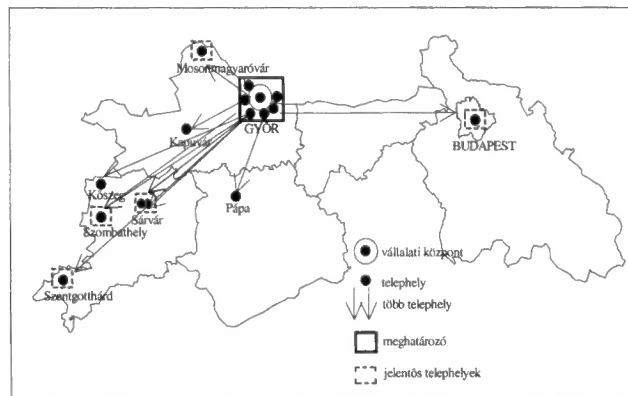 Mosonmagyaróvár
GYŐR
Kapuvár
BUDAPEST
Kőszeg
Sárvár
Pápa
Szombathely
Szentgotthárd
vállalati központ
telephely
több telephely
meghatározó
jelentős telephelyek